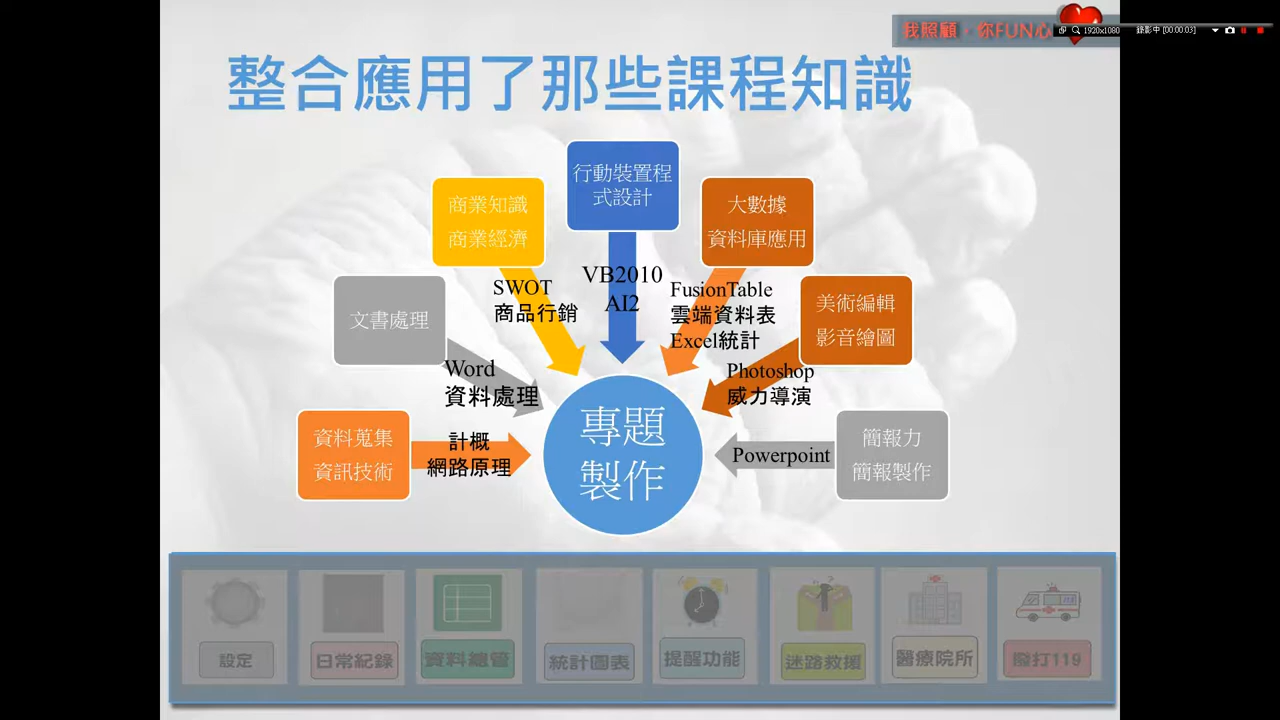 我照顧，你FUN心
1920x1080
錄影中 [00:00:03]
整合應用了那些課程知識
行動裝置程
式設計
商業知識
商業經濟
大數據
資料庫應用
VB2010
AI2
SWOT
商品行銷
FusionTable
雲端資料表
Excel統計
文書處理
美術編輯
影音繪圖
Word
資料處理
Photoshop
威力導演
專題
製作
資料蒐集
資訊技術
計概
網路原理
Powerpoint
簡報力
簡報製作
設定
日常紀錄
資料總管
統計圖表
提醒功能
迷路救援
醫療院所
撥打119